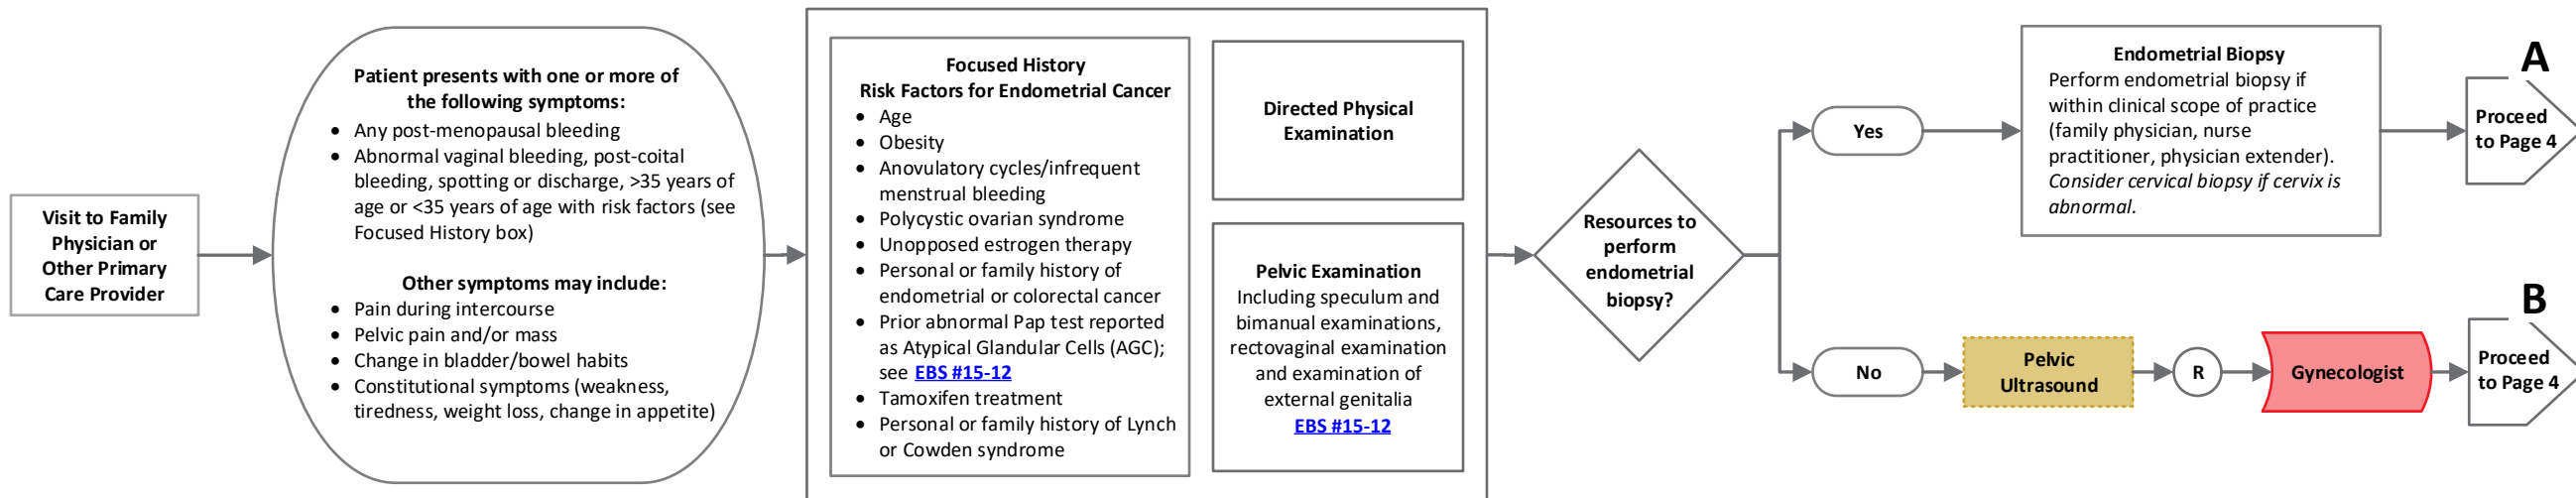 Visit to Family
Physician or
Other Primary
Care Provider
Patient presents with one or more of
the following symptoms:
• Any post-menopausal bleeding
• Abnormal vaginal bleeding, post-coital
bleeding, spotting or discharge, >35 years of
age or <35 years of age with risk factors (see
Focused History box)
Other symptoms may include:
• Pain during intercourse
• Pelvic pain and/or mass
• Change in bladder/bowel habits
• Constitutional symptoms (weakness,
tiredness, weight loss, change in appetite)
Focused History
Risk Factors for Endometrial Cancer
• Age
• Obesity
• Anovulatory cycles/infrequent
menstrual bleeding
• Polycystic ovarian syndrome
• Unopposed estrogen therapy
• Personal or family history of
endometrial or colorectal cancer
• Prior abnormal Pap test reported
as Atypical Glandular Cells (AGC);
see EBS #15-12
• Tamoxifen treatment
• Personal or family history of Lynch
or Cowden syndrome
Directed Physical
Examination
Pelvic Examination
Including speculum and
bimanual examinations,
rectovaginal examination
and examination of
external genitalia
EBS #15-12
Resources to
perform
endometrial
biopsy?
Yes
Endometrial Biopsy
Perform endometrial biopsy if
within clinical scope of practice
(family physician, nurse
practitioner, physician extender).
Consider cervical biopsy if cervix is
abnormal.
A
Proceed
to Page 4
No
Pelvic
Ultrasound
R
Gynecologist
B
Proceed
to Page 4